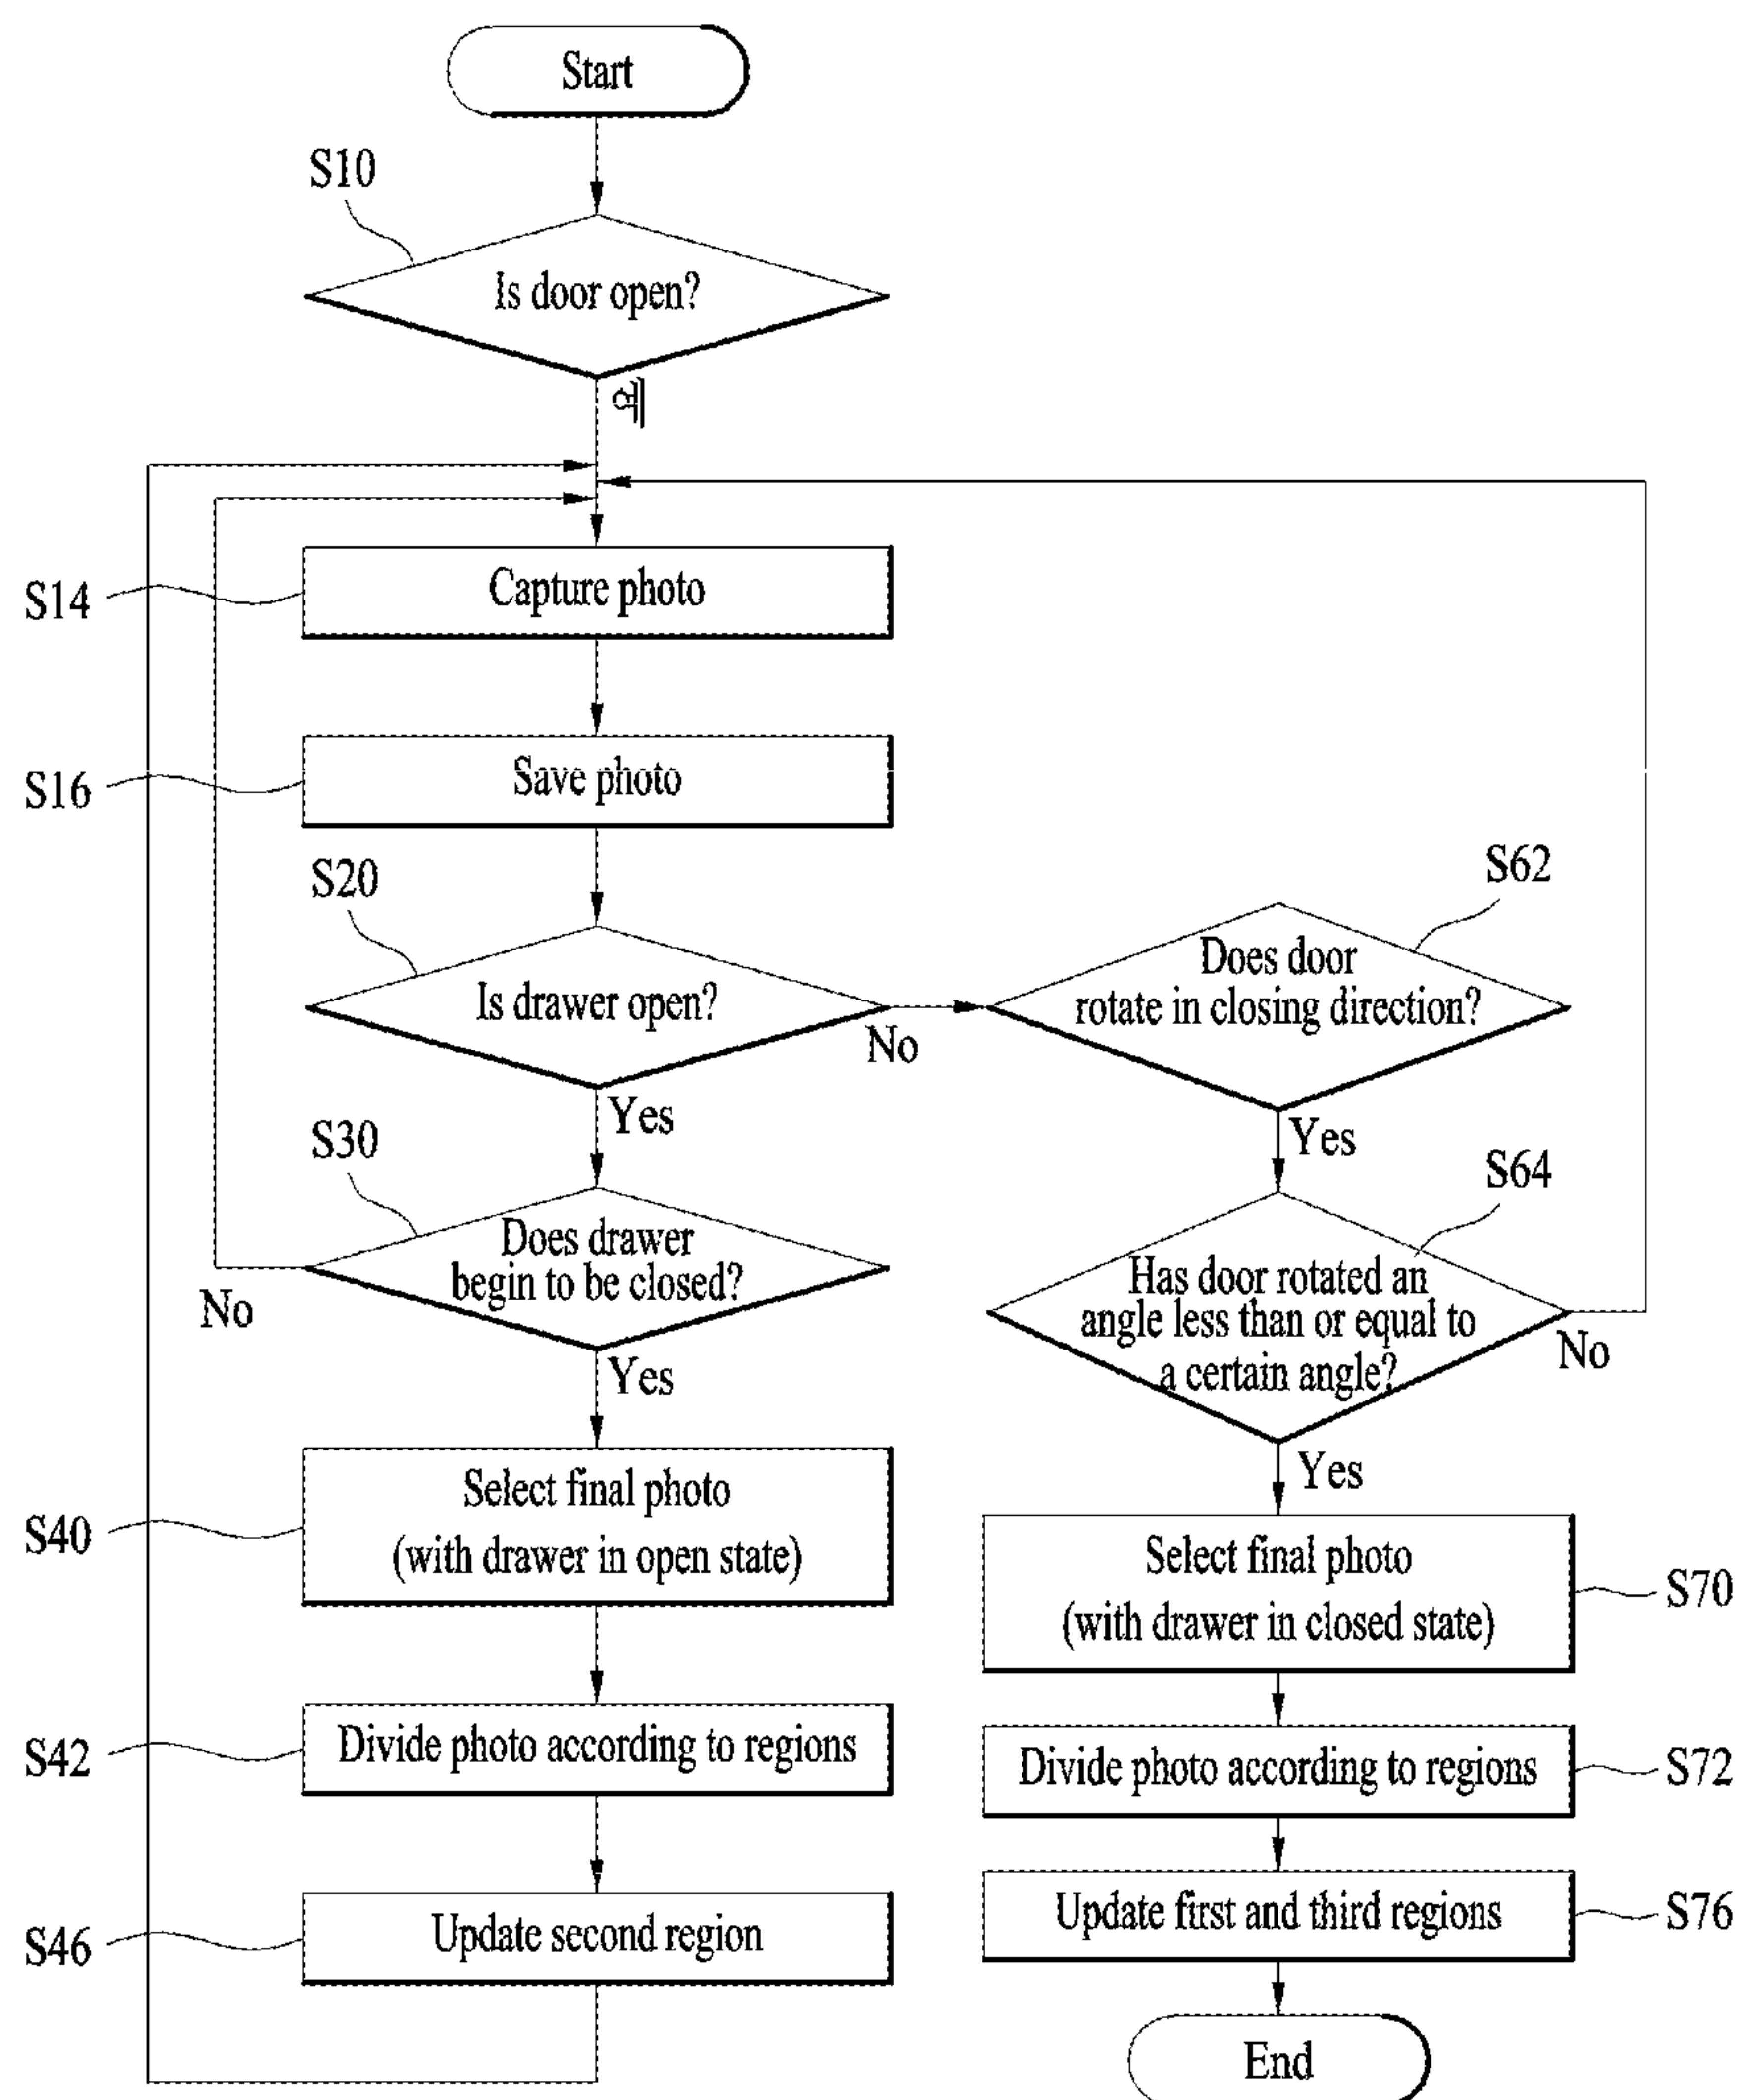 Start
S10
Is door open?
예
S14
Capture photo
S16
Save photo
S20
Is drawer open?
No
Yes
S62
Does door
rotate in closing direction?
Yes
S30
Does drawer
begin to be closed?
No
Yes
S64
Has door rotated an
angle less than or equal to
a certain angle?
No
Yes
S40
Select final photo
(with drawer in open state)
S70
Select final photo
(with drawer in closed state)
S42
Divide photo according to regions
S72
Divide photo according to regions
S46
Update second region
S76
Update first and third regions
End